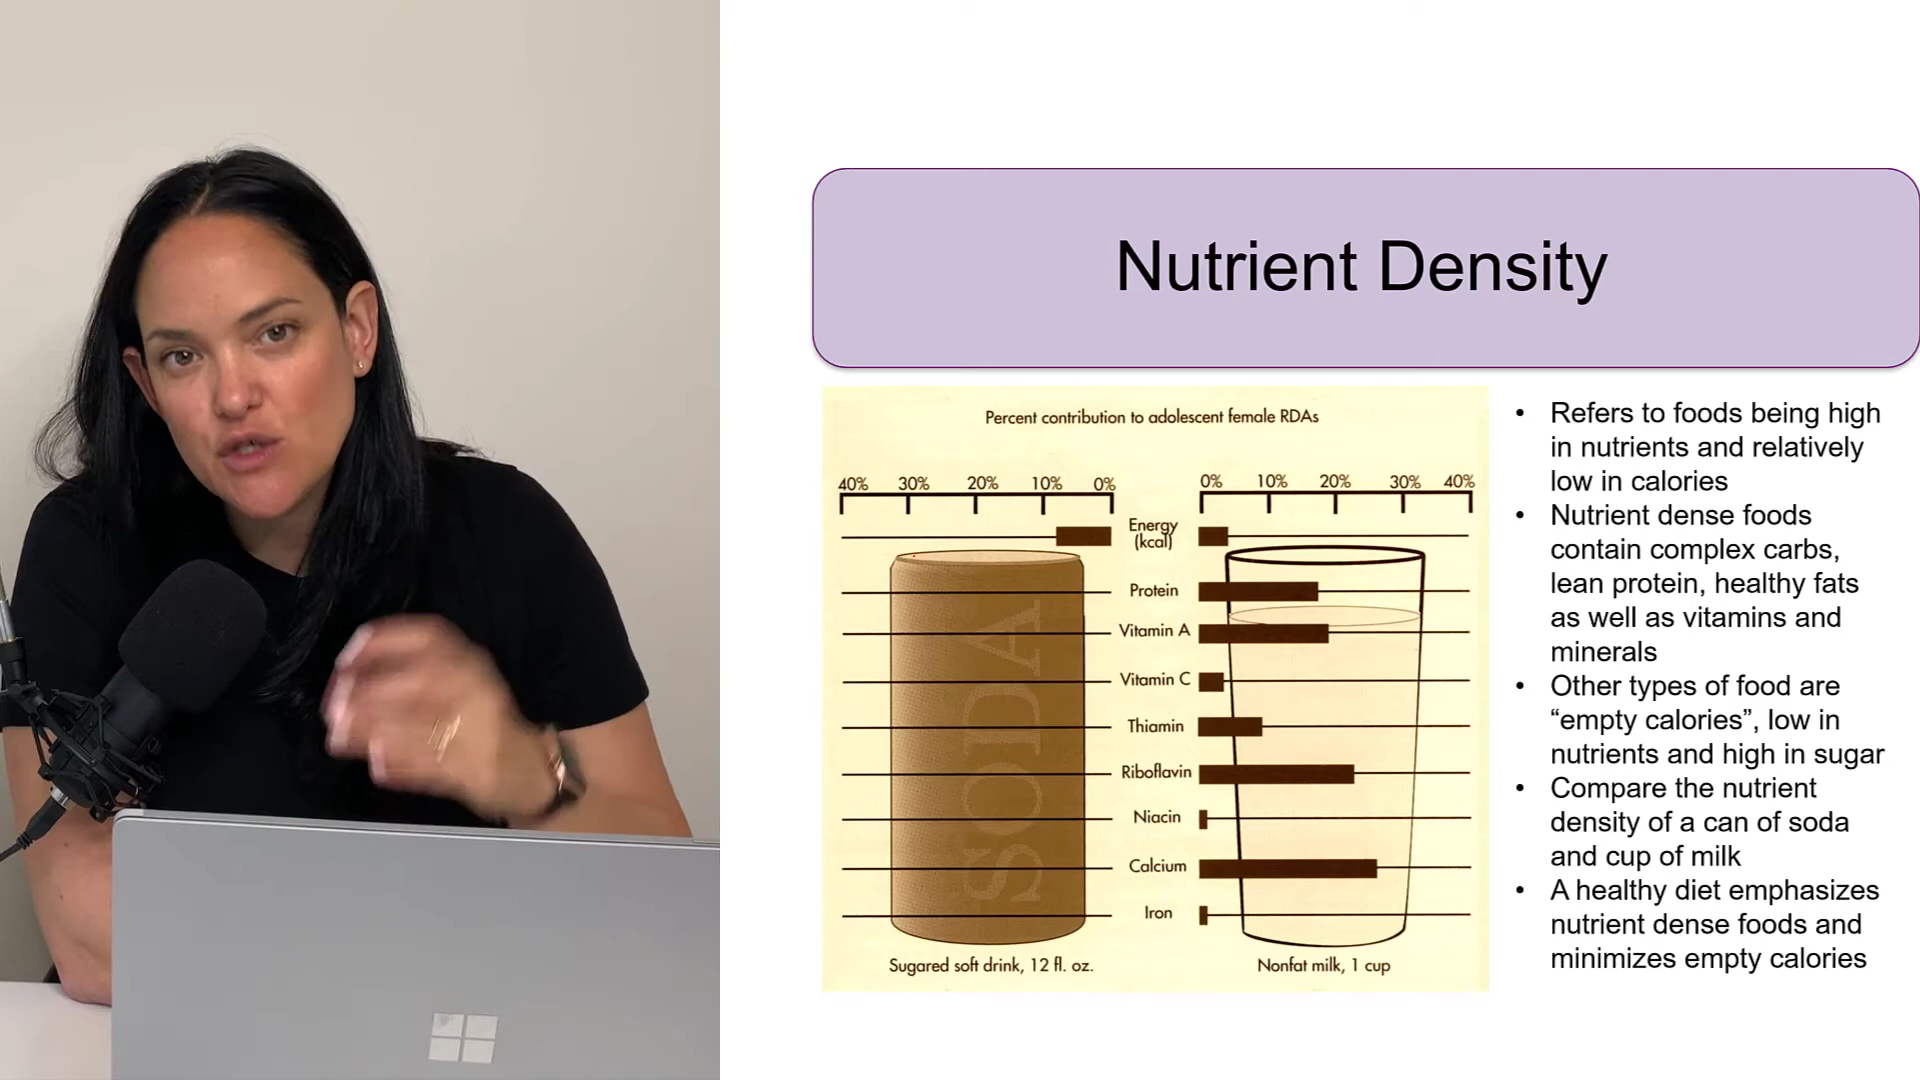 Nutrient Density
Percent contribution to adolescent female RDAs
40% 30% 20% 10% 0%
0% 10% 20% 30% 40%
Energy
(kcal)
Protein
Vitamin A
Vitamin C
Thiamin
Riboflavin
Niacin
Calcium
Iron
SODA
Sugared soft drink, 12 fl. oz.
Nonfat milk, 1 cup
• Refers to foods being high
in nutrients and relatively
low in calories
• Nutrient dense foods
contain complex carbs,
lean protein, healthy fats
as well as vitamins and
minerals
• Other types of food are
“empty calories”, low in
nutrients and high in sugar
• Compare the nutrient
density of a can of soda
and cup of milk
• A healthy diet emphasizes
nutrient dense foods and
minimizes empty calories